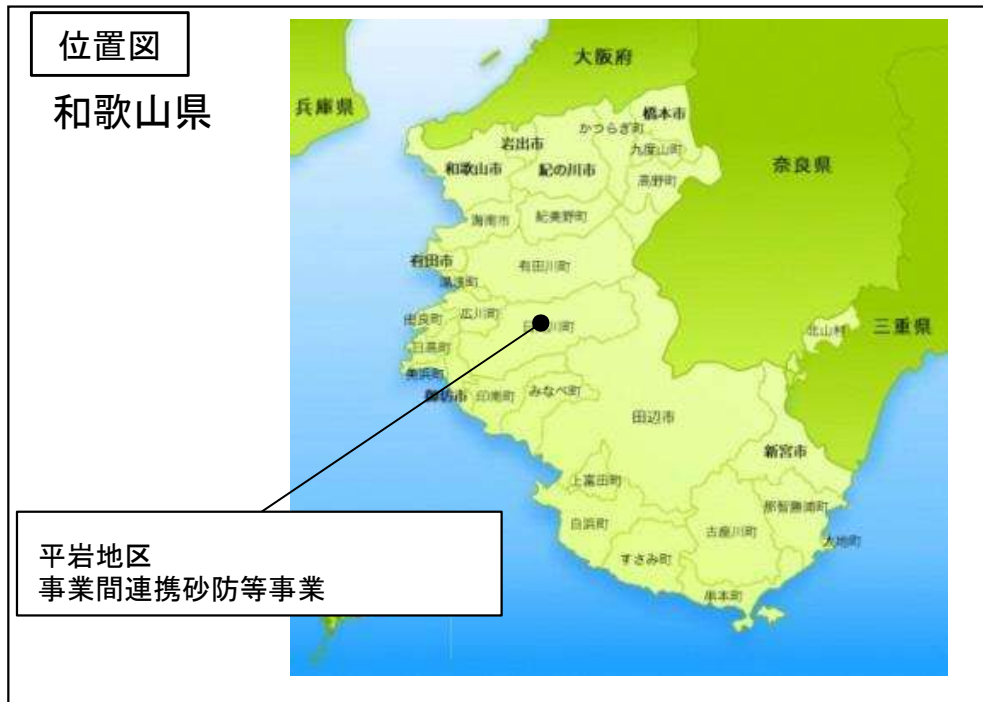 位置図
和歌山県
大阪府
兵庫県
橋本市
かつらぎ町
岩出市
九度山町
和歌山市
紀の川市
高野町
奈良県
海南市
紀美野町
有田市
有田川町
湯浅町
広川町
由良町
北山村
三重県
日高町
美浜町
御坊市
印南町
みなべ町
田辺市
新宮市
上富田町
那智勝浦町
白浜町
古座川町
太地町
すさみ町
串本町
平岩地区
事業間連携砂防等事業